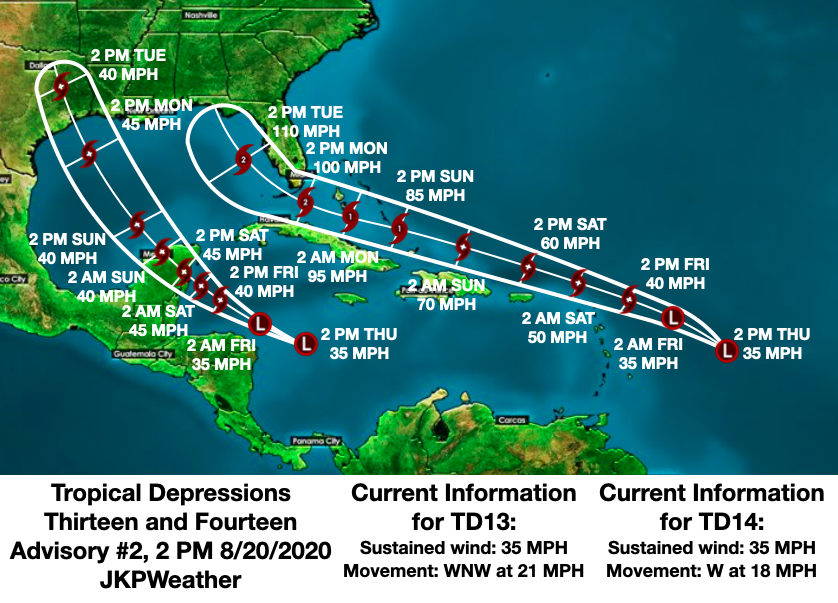 Nashville
Dallas
2 PM TUE
40 MPH
2 PM MON
45 MPH
2 PM TUE
110 MPH
2 PM MON
100 MPH
2 PM SUN
85 MPH
2 PM SAT
60 MPH
2 PM FRI
40 MPH
2 PM THU
35 MPH
2 PM SUN
40 MPH
2 AM SUN
40 MPH
2 PM SAT
45 MPH
2 PM FRI
40 MPH
2 AM SAT
45 MPH
2 AM FRI
35 MPH
2 PM THU
35 MPH
2 AM MON
95 MPH
2 AM SUN
70 MPH
2 AM SAT
50 MPH
2 AM FRI
35 MPH
L
L
L
L
2
2
1
1
Guatemala City
Carcas
Panama City
Tropical Depressions
Thirteen and Fourteen
Advisory #2, 2 PM 8/20/2020
JKPWeather
Current Information
for TD13:
Sustained wind: 35 MPH
Movement: WNW at 21 MPH
Current Information
for TD14:
Sustained wind: 35 MPH
Movement: W at 18 MPH